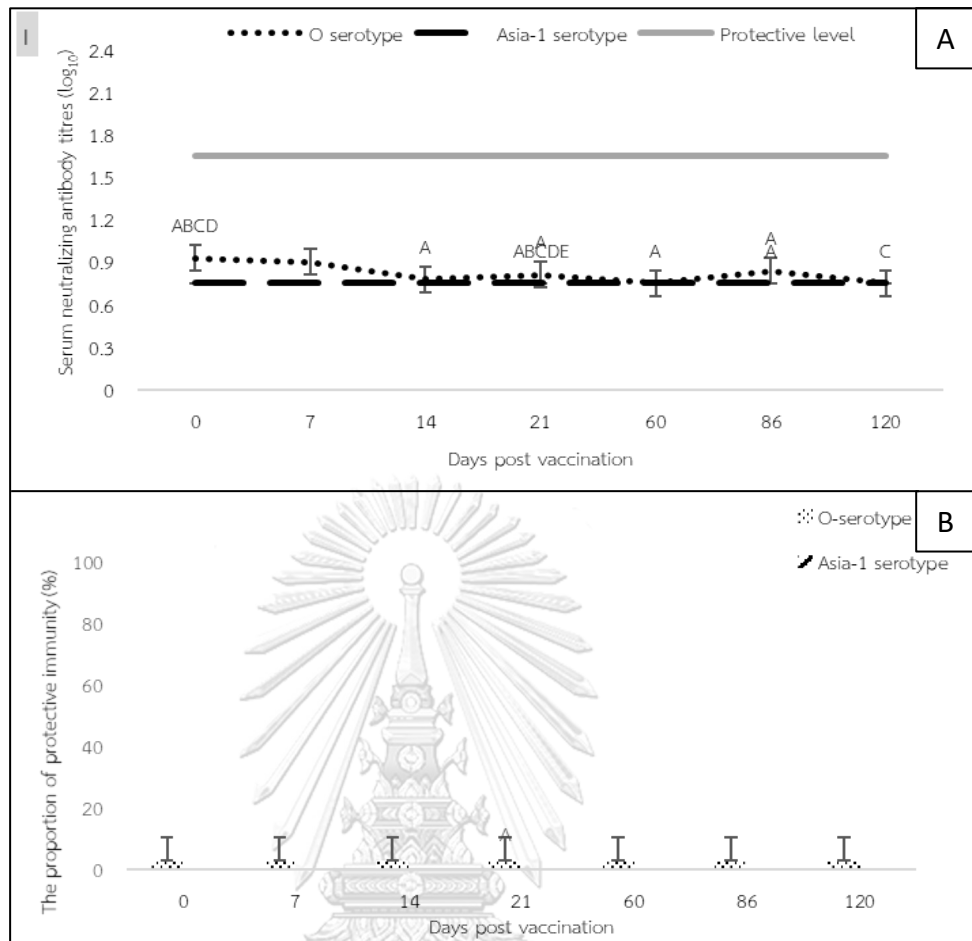 I
A
O serotype Asia-1 serotype Protective level
Serum neutralizing antibody titres (log10)
2.4
2.1
1.8
1.5
1.2
0.9
0.6
0.3
0
ABCD
A
A
ABCDE
A
A
A
C
0 7 14 21 60 86 120
Days post vaccination
B
O-serotype
Asia-1 serotype
The proportion of protective immunity (%)
100
80
60
40
20
0
A
0 7 14 21 60 86 120
Days post vaccination